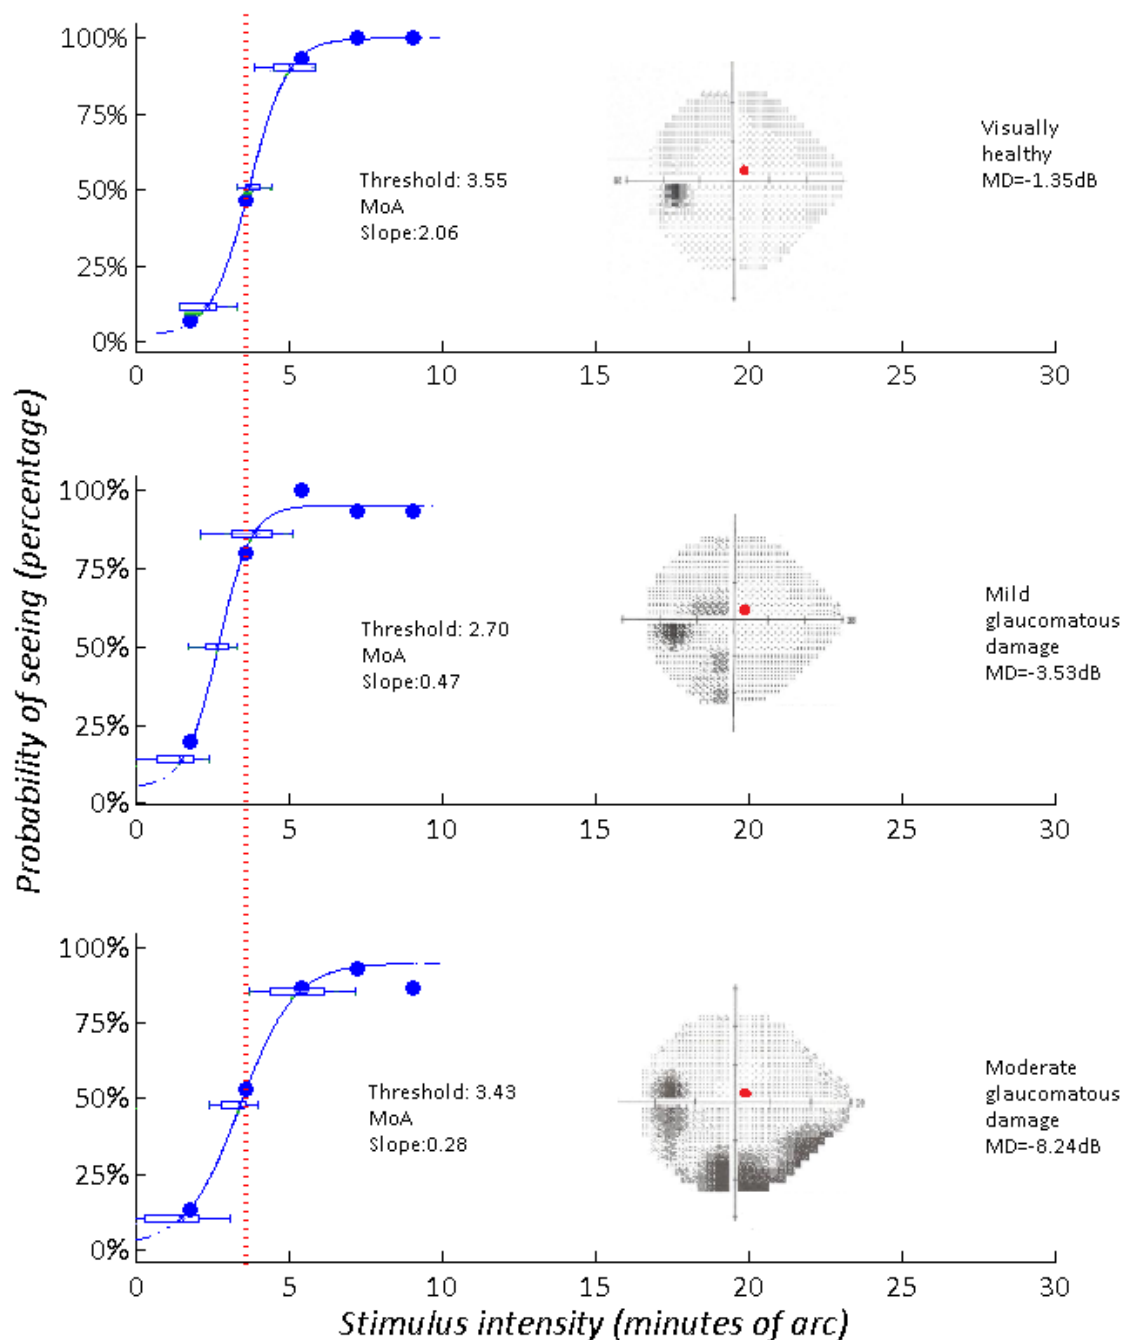 Probability of seeing (percentage)
100%
75%
50%
25%
0%
0 5 10 15 20 25 30
Threshold: 3.55
MoA
Slope:2.06
Visually
healthy
MD=-1.35dB
100%
75%
50%
25%
0%
0 5 10 15 20 25 30
Threshold: 2.70
MoA
Slope:0.47
Mild
glaucomatous
damage
MD=-3.53dB
100%
75%
50%
25%
0%
0 5 10 15 20 25 30
Threshold: 3.43
MoA
Slope:0.28
Moderate
glaucomatous
damage
MD=-8.24dB
Stimulus intensity (minutes of arc)